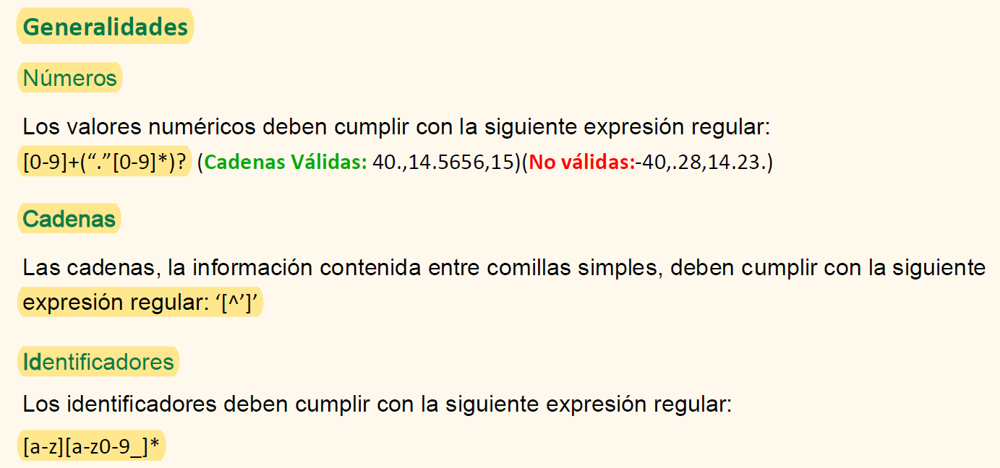 Generalidades
Números
Los valores numéricos deben cumplir con la siguiente expresión regular:
[0-9]+(“.”[0-9]*)? (Cadenas Válidas: 40.,14.5656,15)(No válidas:-40,.28,14.23.)
Cadenas
Las cadenas, la información contenida entre comillas simples, deben cumplir con la siguiente
expresión regular: ‘[^’]’
Identificadores
Los identificadores deben cumplir con la siguiente expresión regular:
[a-z][a-z0-9_]*